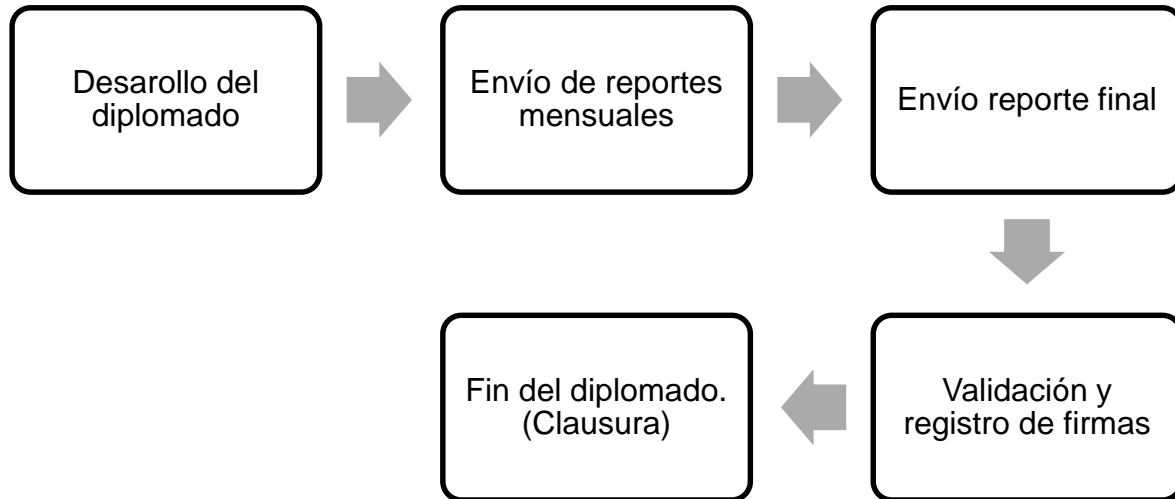 Desarollo del
diplomado
Envío de reportes
mensuales
Envío reporte final
Validación y
registro de firmas
Fin del diplomado.
(Clausura)